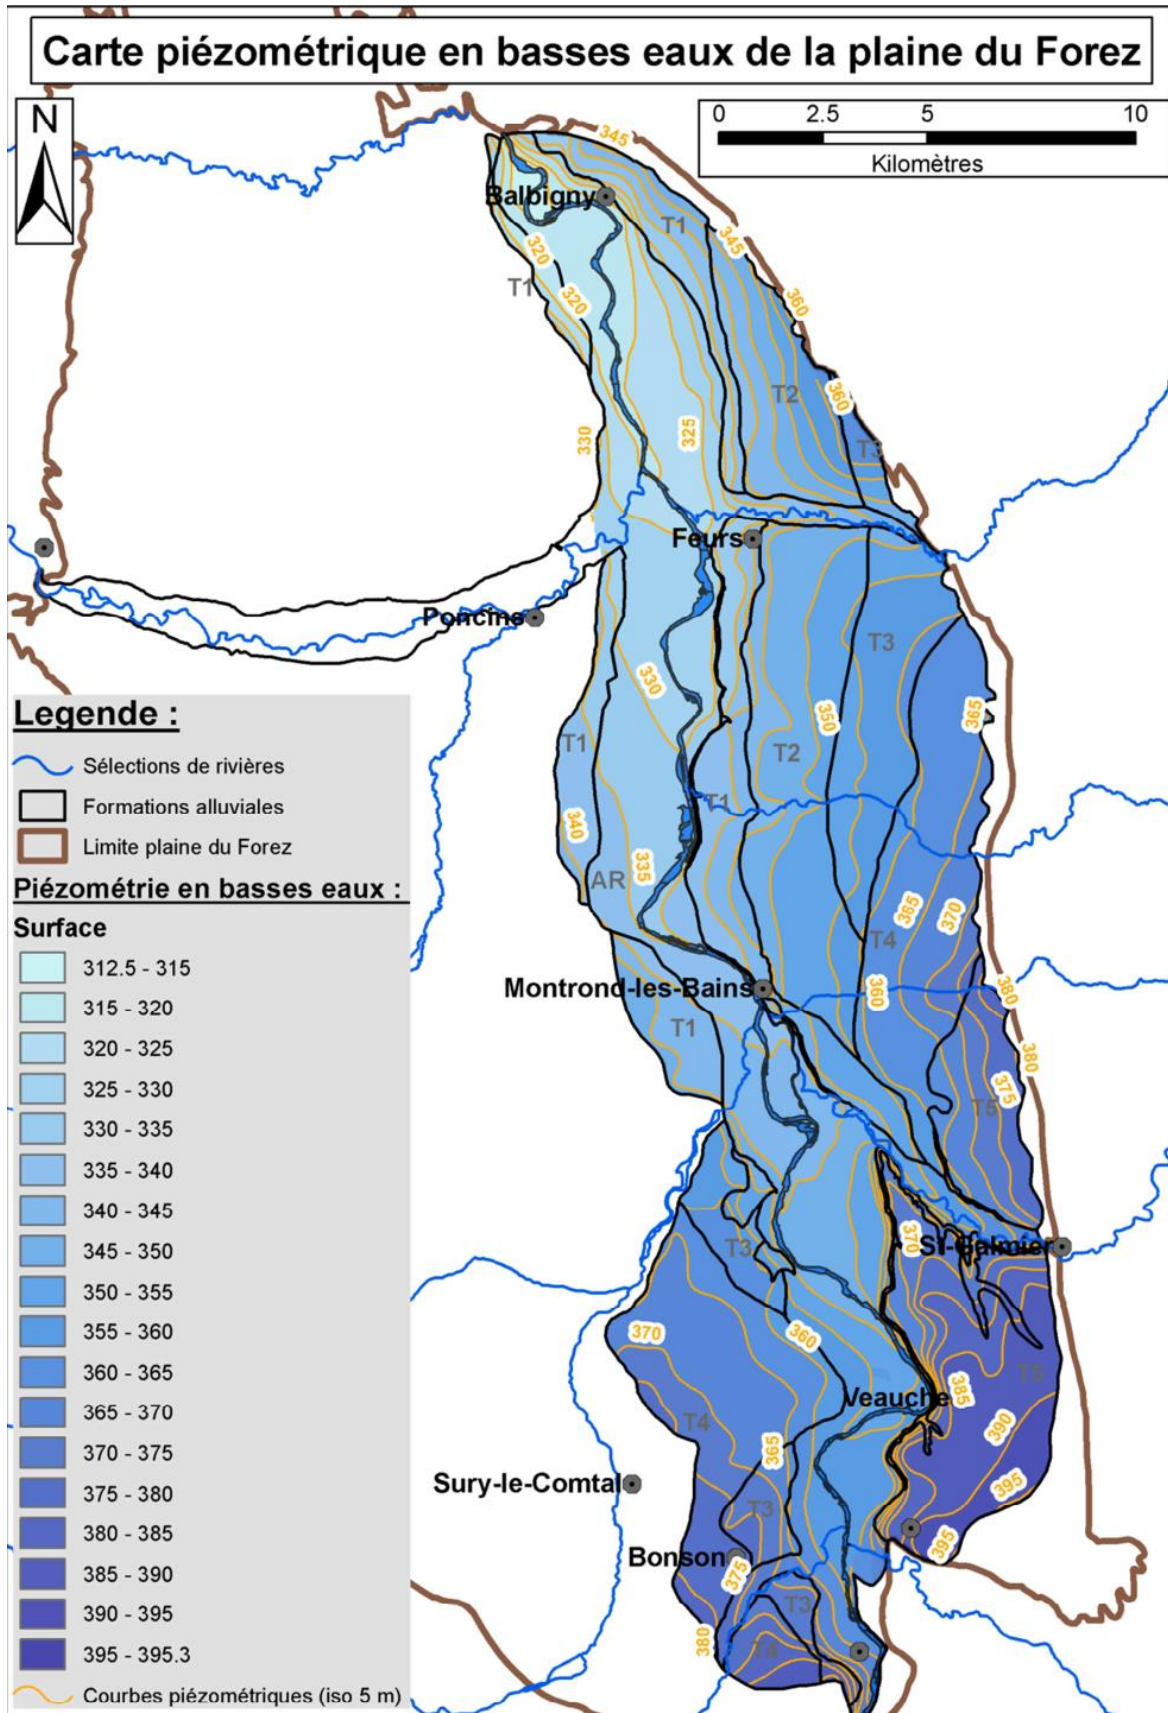 Carte piézométrique en basses eaux de la plaine du Forez
N
0 2.5 5 10
Kilomètres
345
Balbigny
T1
345
320
T1
320
360
T2
360
325
330
T3
Feurs
Poncins
T3
330
365
350
T1
T2
T1
340
335
AR
365
370
T4
Montrond-les-Bains
360
380
T1
380
375
T5
370
St-Galmier
T3
370
360
T5
385
Veauche
390
T4
365
Sury-le-Comtal
395
T3
395
Bonson
375
T3
380
T4
Legende :
Sélections de rivières
Formations alluviales
Limite plaine du Forez
Piézométrie en basses eaux :
Surface
312.5 - 315
315 - 320
320 - 325
325 - 330
330 - 335
335 - 340
340 - 345
345 - 350
350 - 355
355 - 360
360 - 365
365 - 370
370 - 375
375 - 380
380 - 385
385 - 390
390 - 395
395 - 395.3
Courbes piézométriques (iso 5 m)